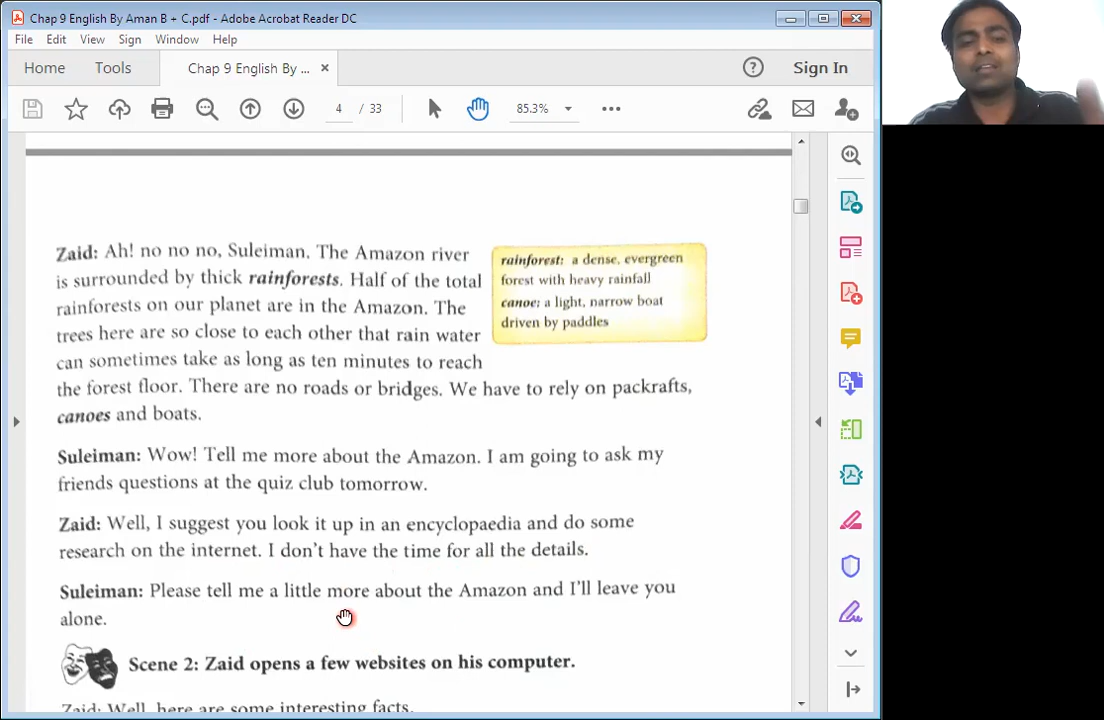 Chap 9 English By Aman B + C.pdf - Adobe Acrobat Reader DC
File Edit View Sign Window Help
Home Tools Chap 9 English By ... × Sign In
4 / 33 85.3%
Zaid: Ah! no no no, Suleiman. The Amazon river
is surrounded by thick rainforests. Half of the total
rainforests on our planet are in the Amazon. The
trees here are so close to each other that rain water
can sometimes take as long as ten minutes to reach
the forest floor. There are no roads or bridges. We have to rely on packrafts,
canoes and boats.
rainforest: a dense, evergreen
forest with heavy rainfall
canoe: a light, narrow boat
driven by paddles
Suleiman: Wow! Tell me more about the Amazon. I am going to ask my
friends questions at the quiz club tomorrow.
Zaid: Well, I suggest you look it up in an encyclopaedia and do some
research on the internet. I don't have the time for all the details.
Suleiman: Please tell me a little more about the Amazon and I'll leave you
alone.
Scene 2: Zaid opens a few websites on his computer.
Zaid: Well, here are some interesting facts.